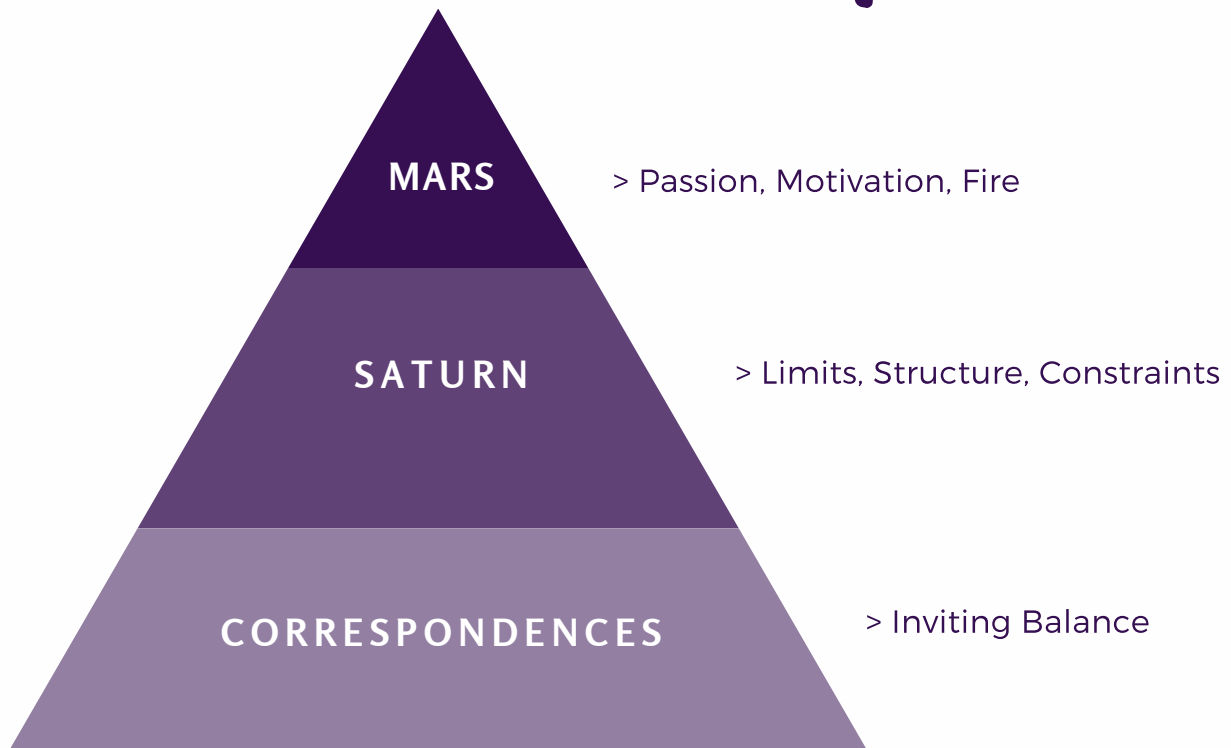 MARS
> Passion, Motivation, Fire
SATURN
> Limits, Structure, Constraints
CORRESPONDENCES
> Inviting Balance